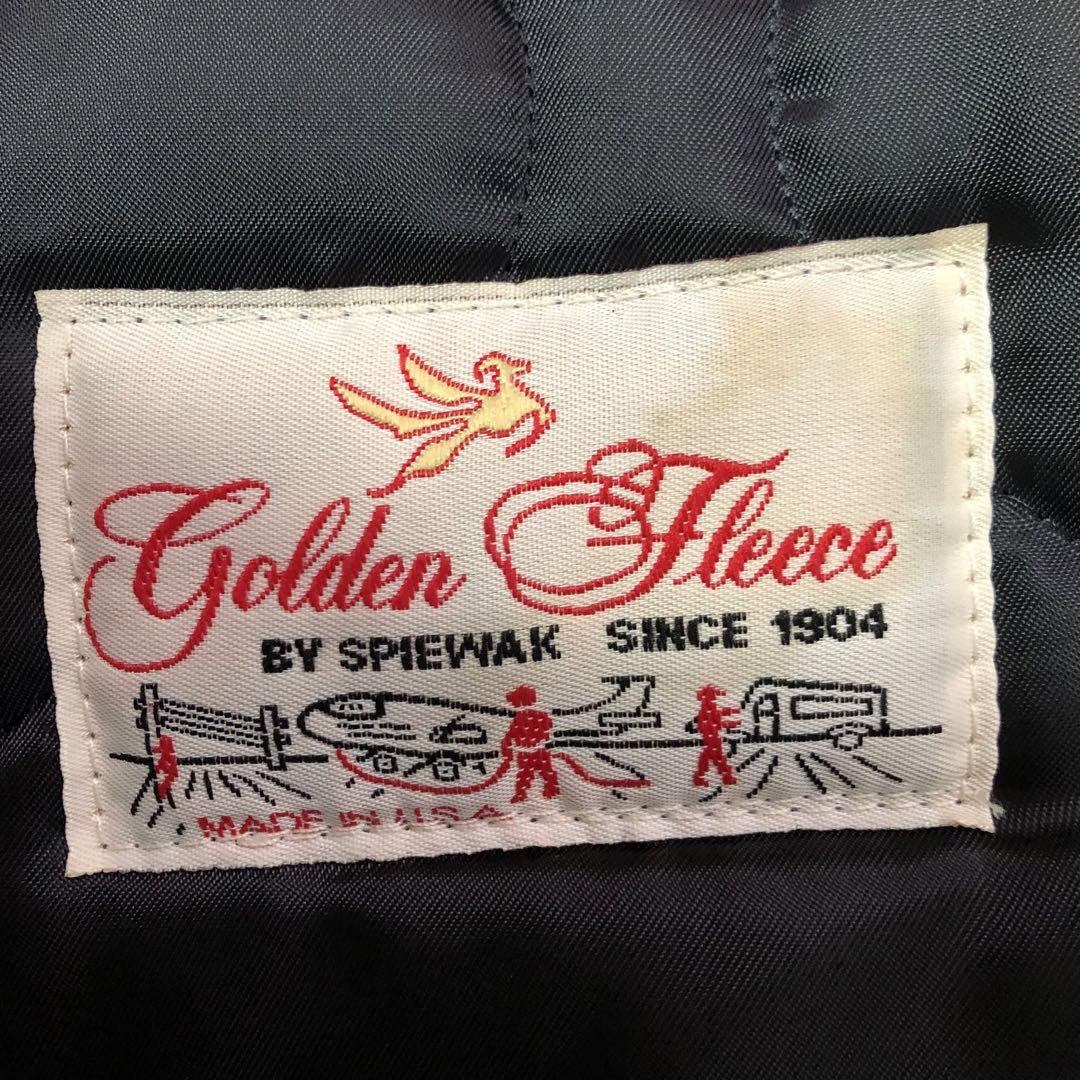 Golden Fleece
BY SPIEWAK SINCE 1904
MADE IN U.S.A.